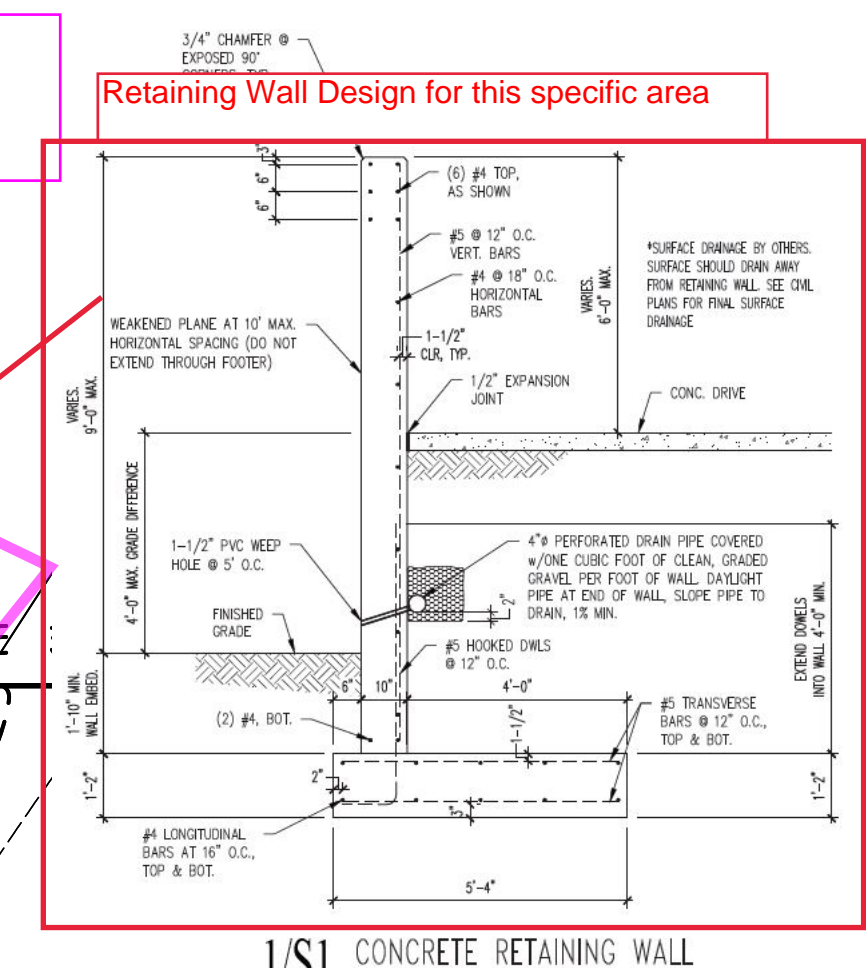 3/4" CHAMFER @
EXPOSED 90°
Retaining Wall Design for this specific area
3"
6"
6"
(6) #4 TOP,
AS SHOWN
#5 @ 12" O.C.
VERT. BARS
#4 @ 18" O.C.
HORIZONTAL
BARS
VARIES.
6'-0" MAX.
*SURFACE DRAINAGE BY OTHERS.
SURFACE SHOULD DRAIN AWAY
FROM RETAINING WALL. SEE CIVIL
PLANS FOR FINAL SURFACE
DRAINAGE
WEAKENED PLANE AT 10' MAX.
HORIZONTAL SPACING (DO NOT
EXTEND THROUGH FOOTER)
1-1/2"
CLR, TYP.
1/2" EXPANSION
JOINT
CONC. DRIVE
VARIES.
9'-0" MAX.
4'-0" MAX. GRADE DIFFERENCE
1-1/2" PVC WEEP
HOLE @ 5' O.C.
4"ø PERFORATED DRAIN PIPE COVERED
w/ONE CUBIC FOOT OF CLEAN, GRADED
GRAVEL PER FOOT OF WALL. DAYLIGHT
PIPE AT END OF WALL, SLOPE PIPE TO
DRAIN, 1% MIN.
2"
FINISHED
GRADE
#5 HOOKED DWLS
@ 12" O.C.
EXTEND DOWELS
INTO WALL 4'-0" MIN.
1'-10" MIN.
WALL EMBED.
6"
10"
4'-0"
(2) #4, BOT.
1-1/2"
#5 TRANSVERSE
BARS @ 12" O.C.,
TOP & BOT.
1'-2"
2"
3"
1'-2"
#4 LONGITUDINAL
BARS AT 16" O.C.,
TOP & BOT.
5'-4"
1/S1 CONCRETE RETAINING WALL